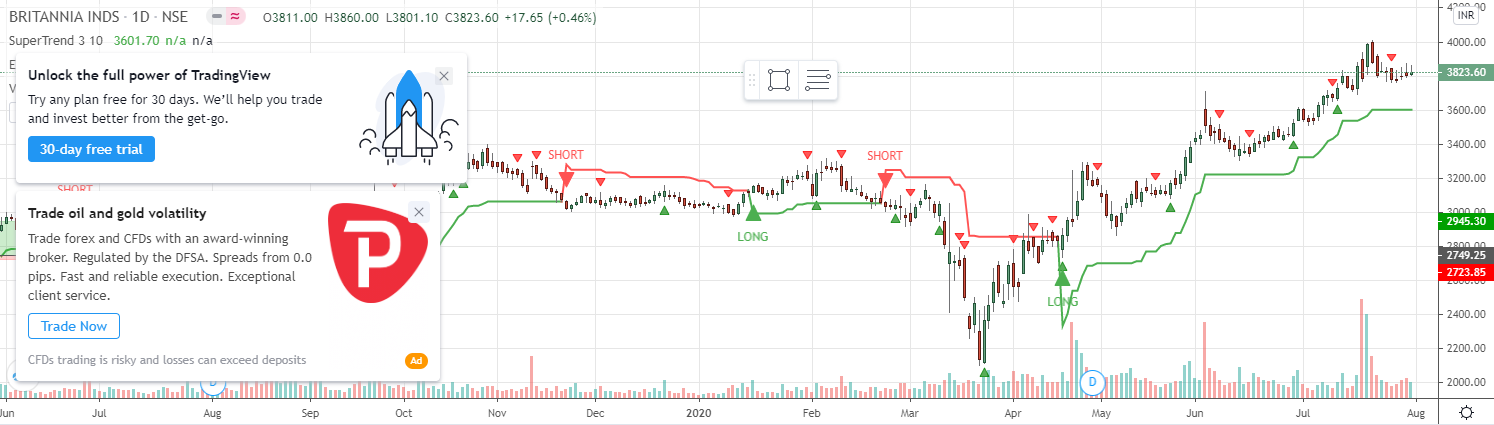 BRITANNIA INDS · 1D · NSE O3811.00 H3860.00 L3801.10 C3823.60 +17.65 (+0.46%)
SuperTrend 3 10 3601.70 n/a n/a
Unlock the full power of TradingView
Try any plan free for 30 days. We'll help you trade
and invest better from the get-go.
30-day free trial
SHORT
Trade oil and gold volatility
Trade forex and CFDs with an award-winning
broker. Regulated by the DFSA. Spreads from 0.0
pips. Fast and reliable execution. Exceptional
client service.
P
Trade Now
CFDs trading is risky and losses can exceed deposits
Ad
SHORT
LONG
SHORT
LONG
D
D
INR
4200.00
4000.00
3823.60
3600.00
3400.00
3200.00
3000.00
2945.30
2800.00
2749.25
2723.85
2600.00
2400.00
2200.00
2000.00
Jun Jul Aug Sep Oct Nov Dec 2020 Feb Mar Apr May Jun Jul Aug